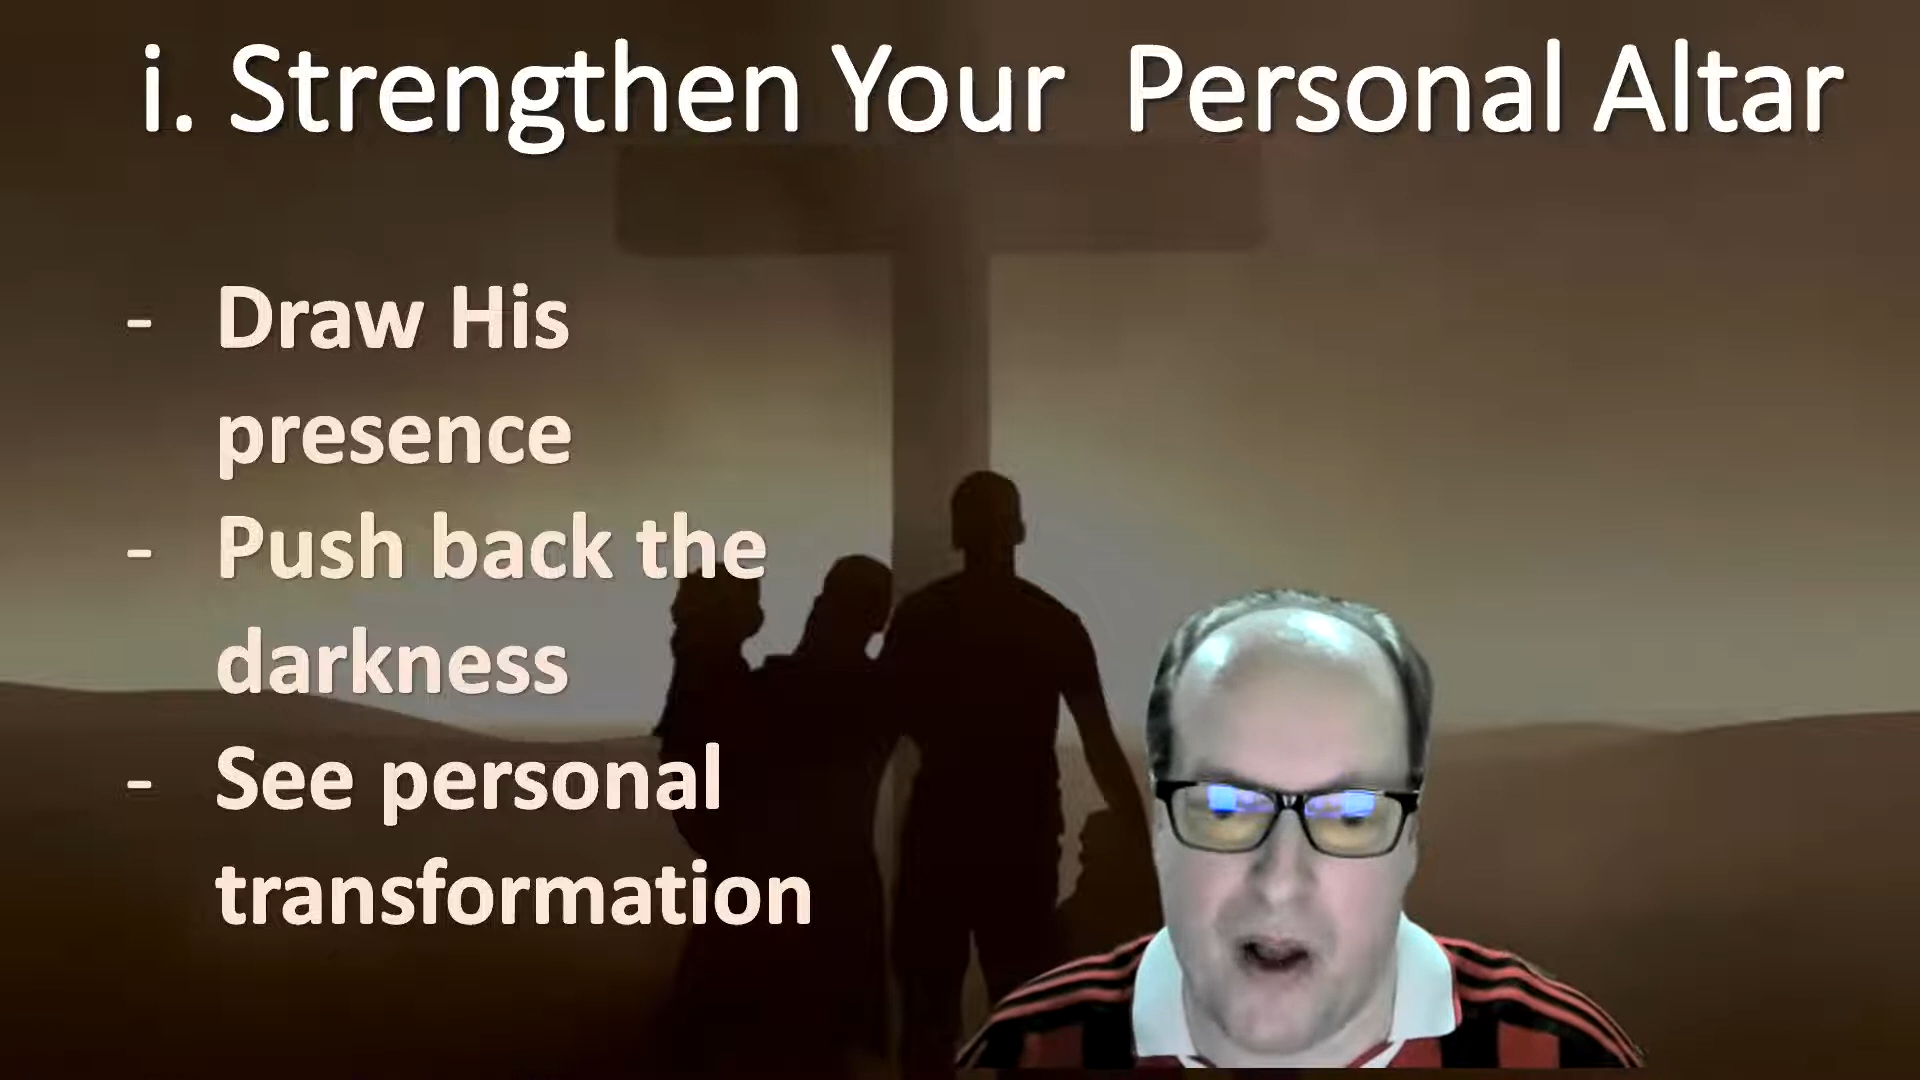 i. Strengthen Your  Personal Altar
- Draw His
presence
- Push back the
darkness
- See personal
transformation